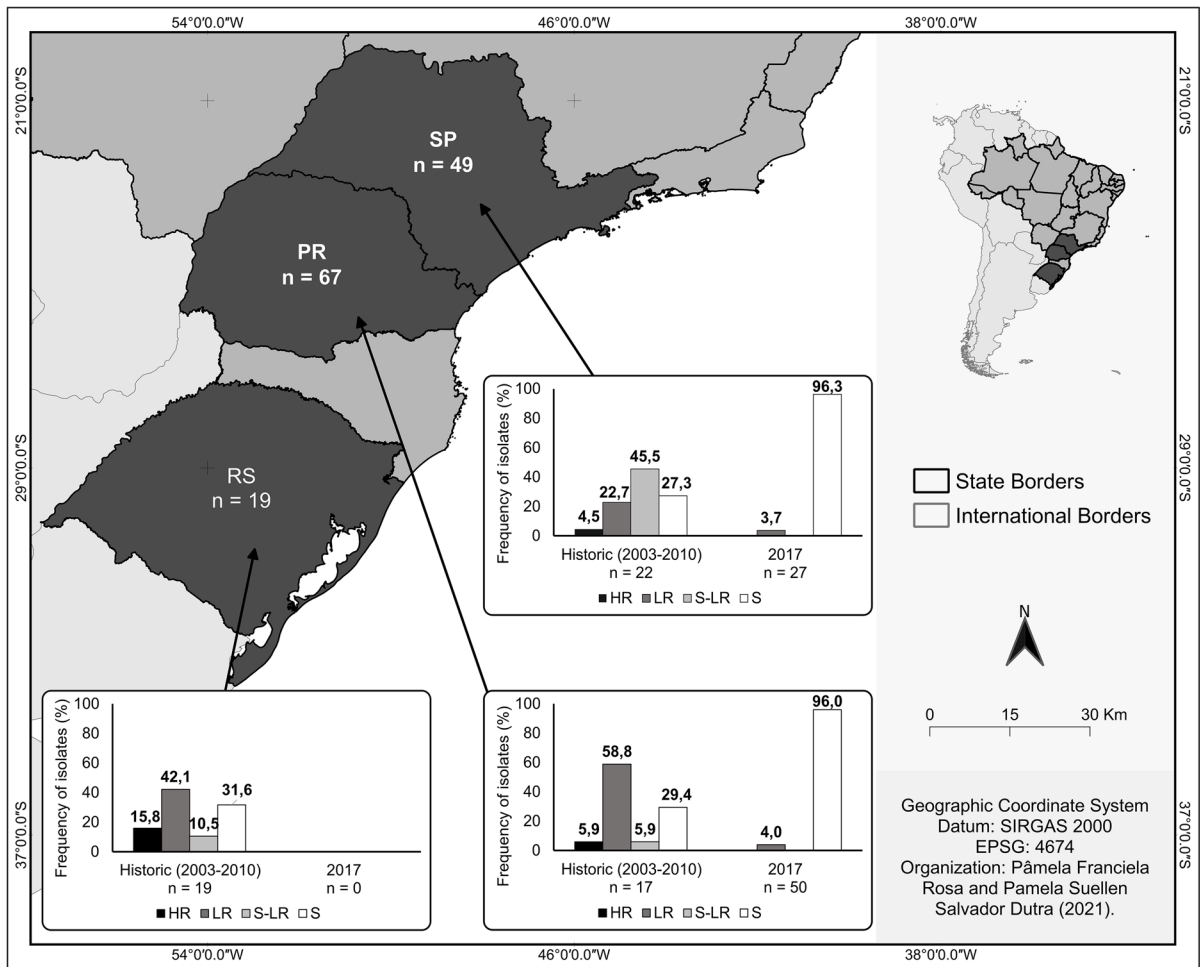 54°0'0.0"W
46°0'0.0"W
38°0'0.0"W
21°0'0.0"S
21°0'0.0"S
SP
n = 49
PR
n = 67
RS
n = 19
29°0'0.0"S
29°0'0.0"S
State Borders
International Borders
Frequency of isolates (%)
100
80
60
40
20
0
4,5
22,7
45,5
27,3
3,7
96,3
Historic (2003-2010)
n = 22
2017
n = 27
HR LR S-LR S
N
0 15 30 Km
Frequency of isolates (%)
100
80
60
40
20
0
15,8
42,1
10,5
31,6
Historic (2003-2010)
n = 19
2017
n = 0
HR LR S-LR S
Frequency of isolates (%)
100
80
60
40
20
0
5,9
58,8
5,9
29,4
4,0
96,0
Historic (2003-2010)
n = 17
2017
n = 50
HR LR S-LR S
37°0'0.0"S
37°0'0.0"S
Geographic Coordinate System
Datum: SIRGAS 2000
EPSG: 4674
Organization: Pâmela Franciela
Rosa and Pamela Suellen
Salvador Dutra (2021).
54°0'0.0"W
46°0'0.0"W
38°0'0.0"W